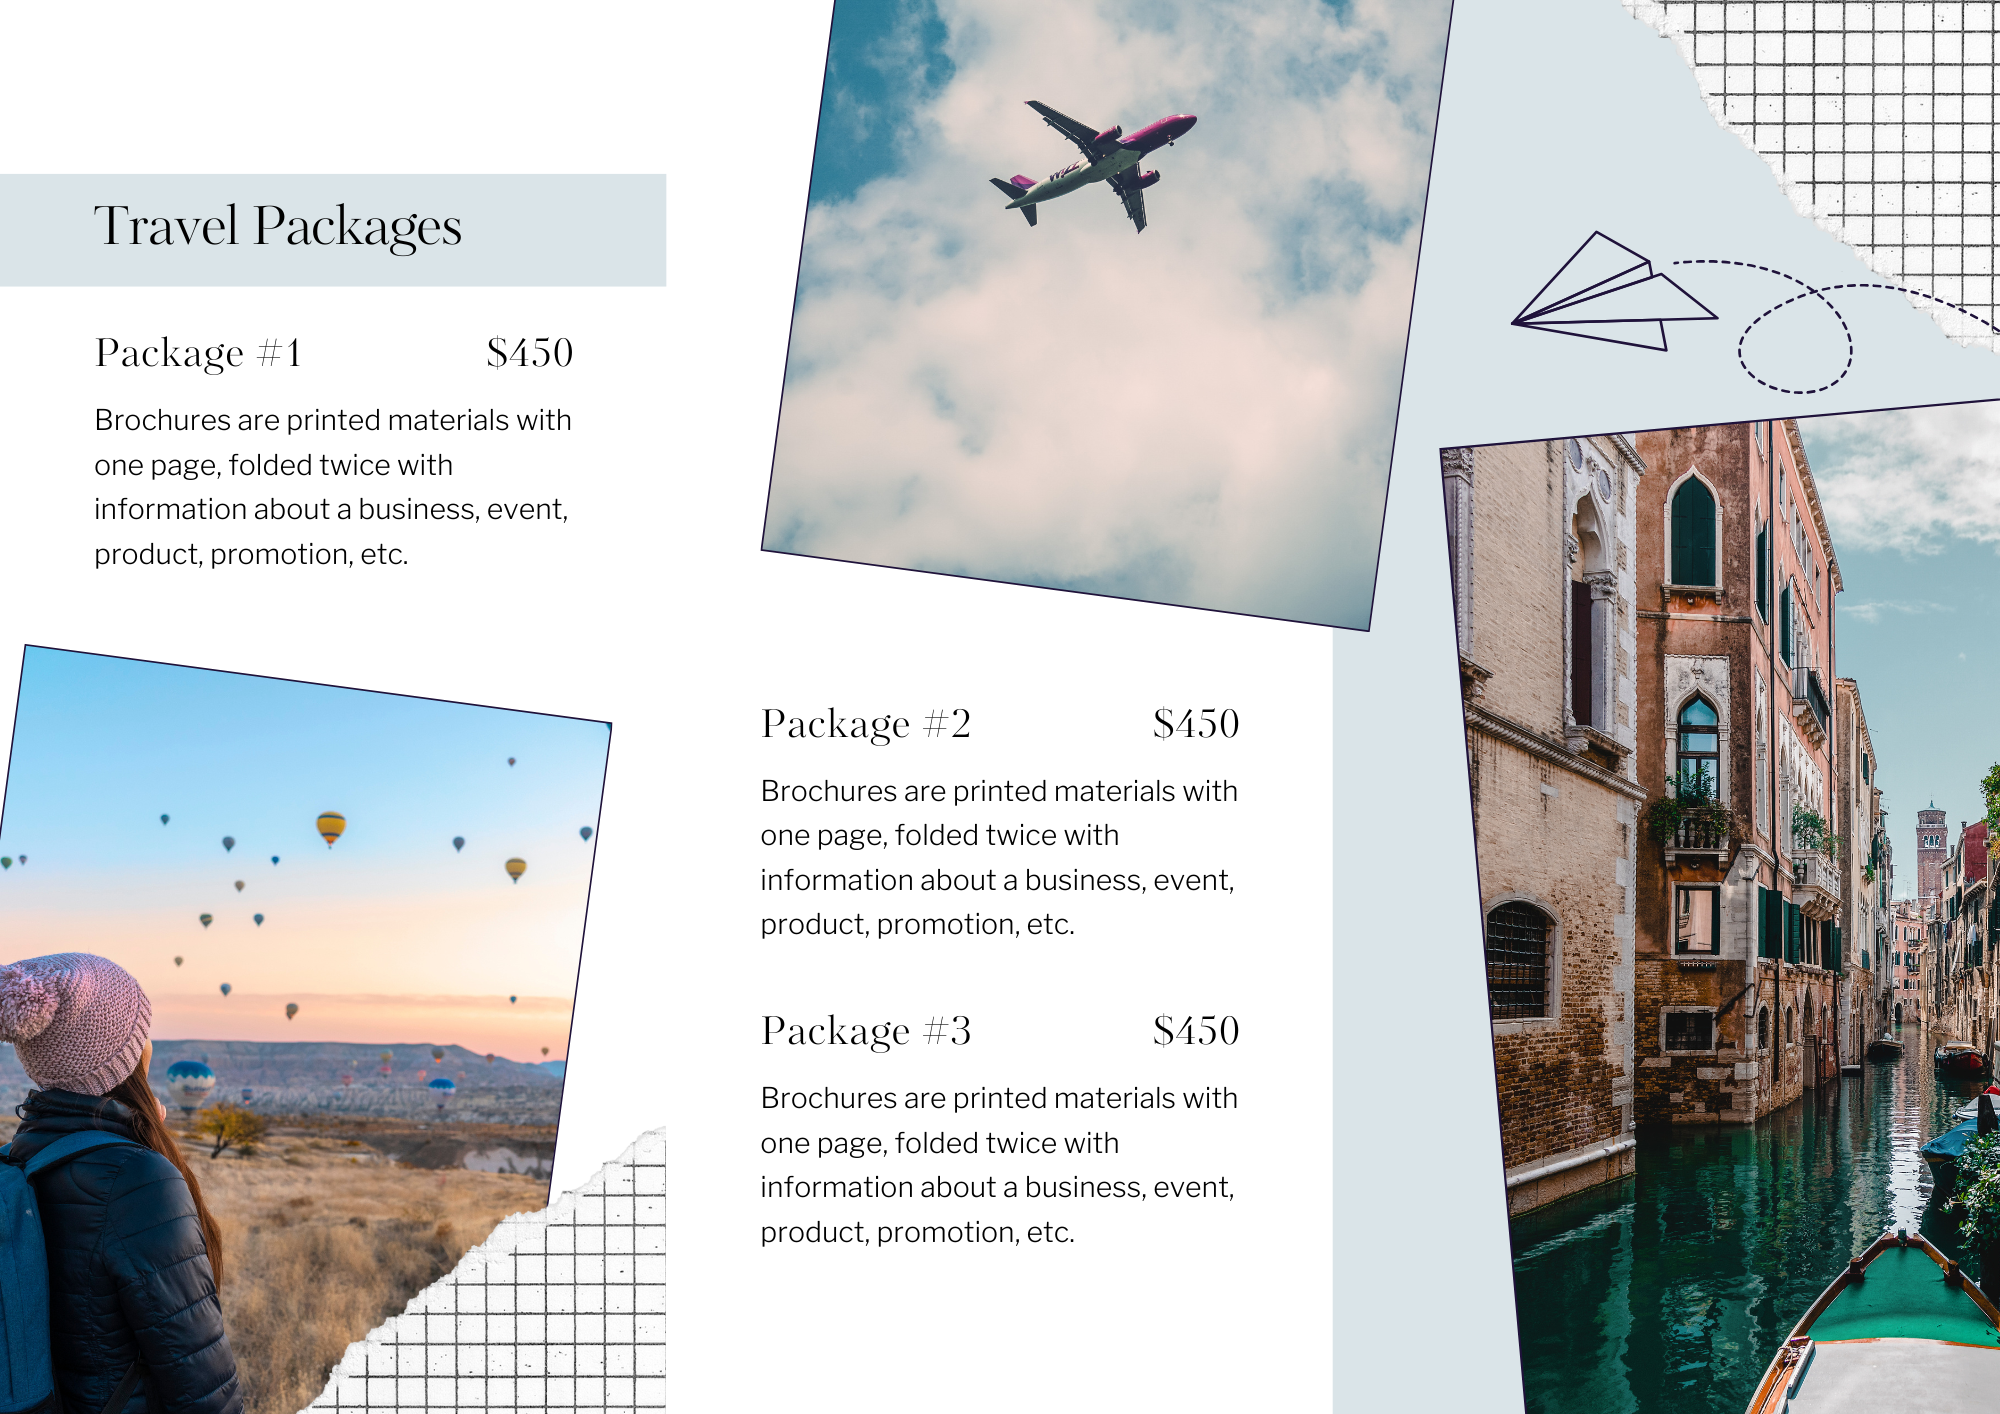 Travel Packages
Package #1 $450
Brochures are printed materials with
one page, folded twice with
information about a business, event,
product, promotion, etc.
Package #2 $450
Brochures are printed materials with
one page, folded twice with
information about a business, event,
product, promotion, etc.
Package #3 $450
Brochures are printed materials with
one page, folded twice with
information about a business, event,
product, promotion, etc.